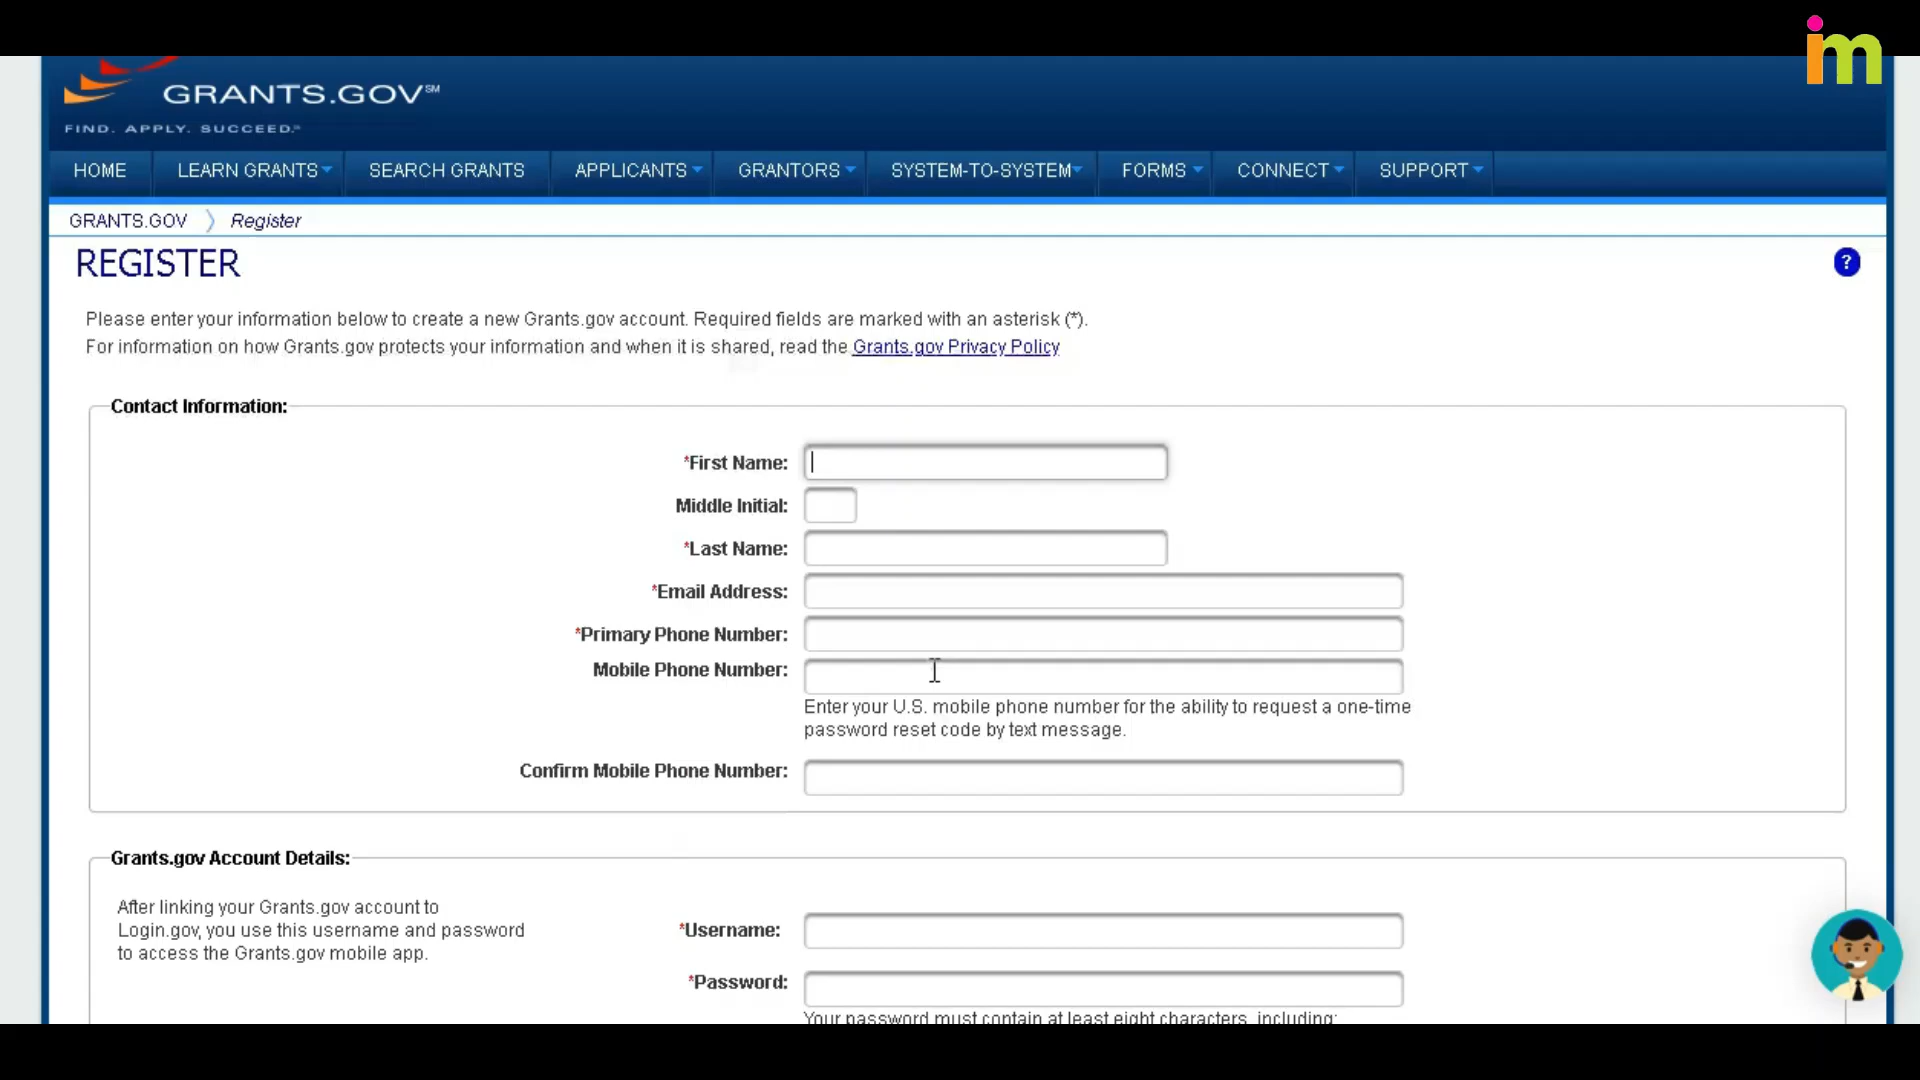 im
GRANTS.GOV℠
FIND. APPLY. SUCCEED.℠
HOME LEARN GRANTS SEARCH GRANTS APPLICANTS GRANTORS SYSTEM-TO-SYSTEM FORMS CONNECT SUPPORT
GRANTS.GOV Register
REGISTER
?
Please enter your information below to create a new Grants.gov account. Required fields are marked with an asterisk (*).
For information on how Grants.gov protects your information and when it is shared, read the Grants.gov Privacy Policy
Contact Information:
*First Name:
Middle Initial:
*Last Name:
*Email Address:
*Primary Phone Number:
Mobile Phone Number:
Enter your U.S. mobile phone number for the ability to request a one-time
password reset code by text message.
Confirm Mobile Phone Number:
Grants.gov Account Details:
After linking your Grants.gov account to
Login.gov, you use this username and password
to access the Grants.gov mobile app.
*Username:
*Password:
Your password must contain at least eight characters, including: